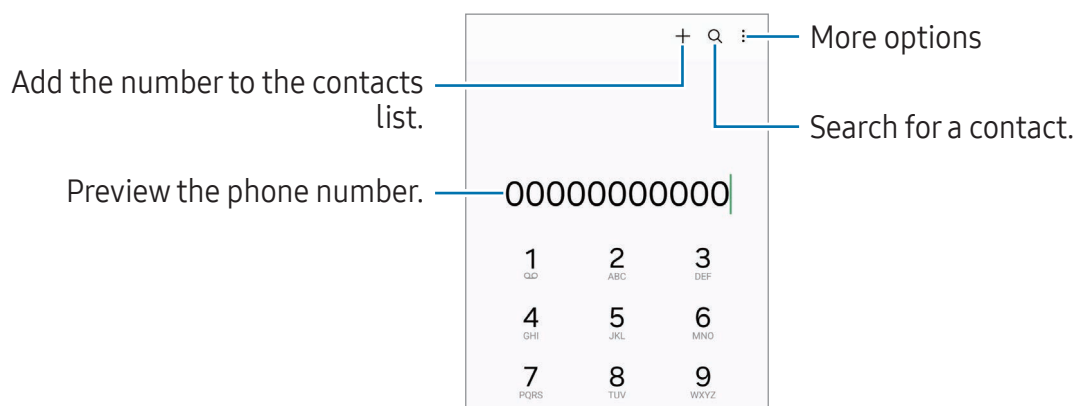 More options
Add the number to the contacts
list.
Search for a contact.
Preview the phone number.
00000000000
1 2 3
ABC DEF
4 5 6
GHI JKL MNO
7 8 9
PQRS TUV WXYZ